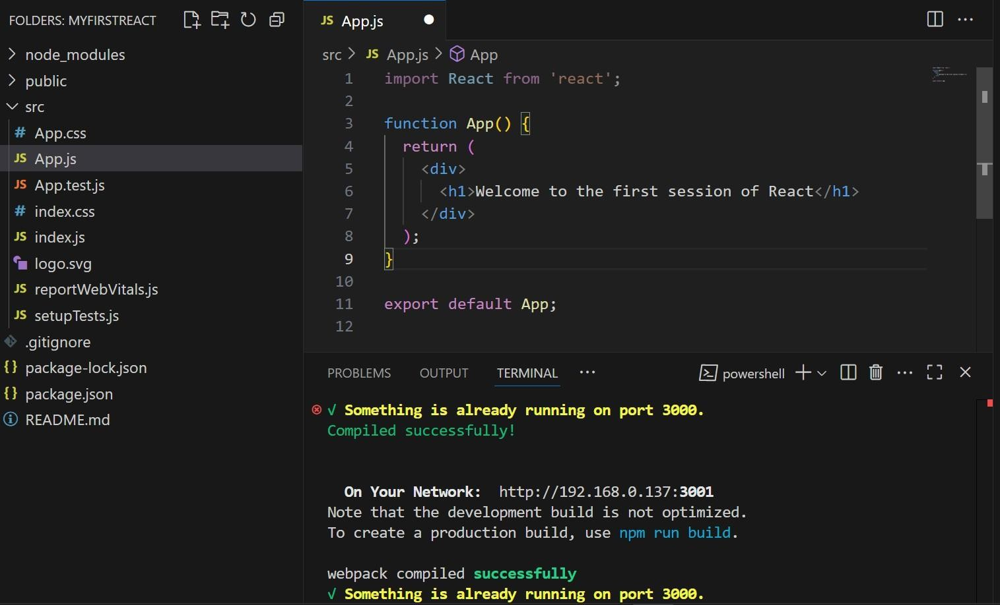 FOLDERS: MYFIRSTREACT
node_modules
public
src
# App.css
JS App.js
JS App.test.js
# index.css
JS index.js
logo.svg
JS reportWebVitals.js
JS setupTests.js
.gitignore
{} package-lock.json
{} package.json
README.md
JS App.js
src > JS App.js > App
1 import React from 'react';
2
3 function App() {
4 return (
5 <div>
6 <h1>Welcome to the first session of React</h1>
7 </div>
8 );
9 }
10
11 export default App;
12
PROBLEMS OUTPUT TERMINAL ··· powershell
√ Something is already running on port 3000.
Compiled successfully!
On Your Network: http://192.168.0.137:3001
Note that the development build is not optimized.
To create a production build, use npm run build.
webpack compiled successfully
√ Something is already running on port 3000.